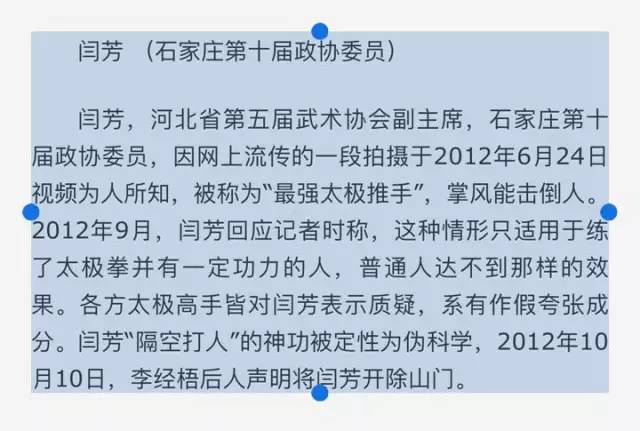 闫芳 （石家庄第十届政协委员）
闫芳，河北省第五届武术协会副主席，石家庄第十
届政协委员，因网上流传的一段拍摄于2012年6月24日
视频为人所知，被称为“最强太极推手”，掌风能击倒人。
2012年9月，闫芳回应记者时称，这种情形只适用于练
了太极拳并有一定功力的人，普通人达不到那样的效
果。各方太极高手皆对闫芳表示质疑，系有作假夸张成
分。闫芳“隔空打人”的神功被定性为伪科学，2012年10
月10日，李经梧后人声明将闫芳开除山门。